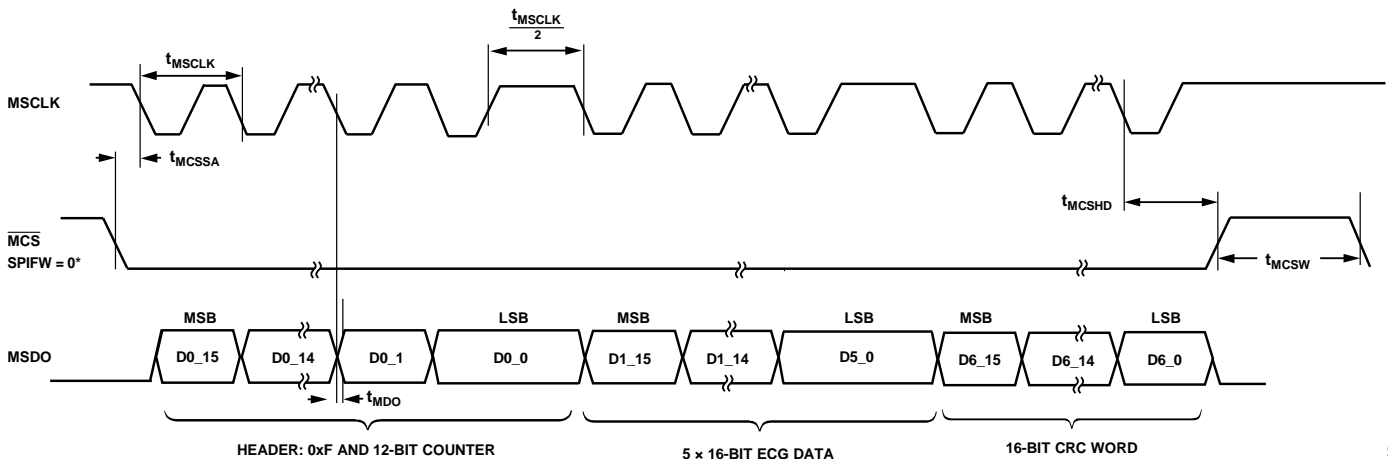 tMSCLK
2
tMSCLK
MSCLK
tMCSSA
tMCSHD
MCS
SPIFW = 0*
tMCSW
MSB LSB MSB LSB MSB LSB
MSDO D0_15 D0_14 D0_1 D0_0 D1_15 D1_14 D5_0 D6_15 D6_14 D6_0
tMDO
HEADER: 0xF AND 12-BIT COUNTER 5 × 16-BIT ECG DATA 16-BIT CRC WORD